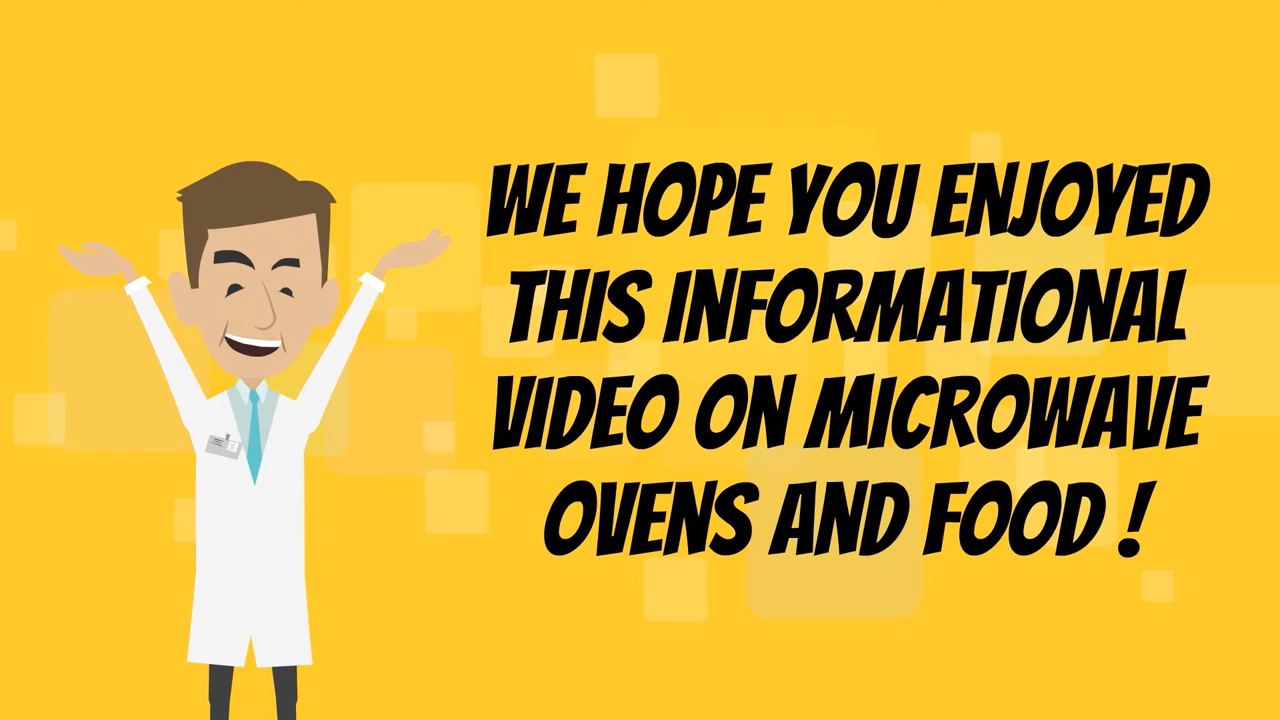 WE HOPE YOU ENJOYED
THIS INFORMATIONAL
VIDEO ON MICROWAVE
OVENS AND FOOD !